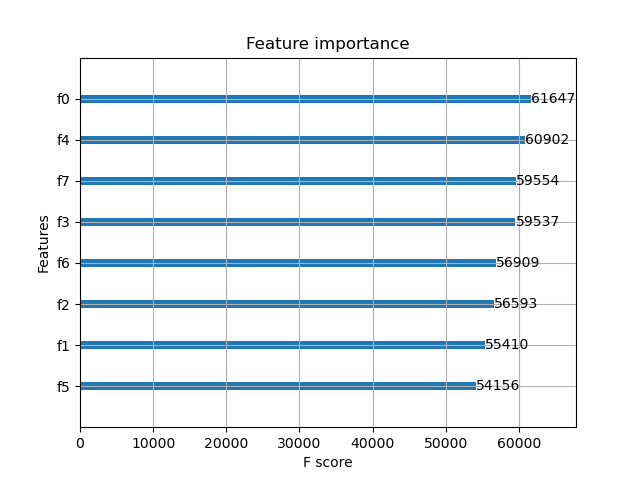 Feature importance
f0 61647
f4 60902
f7 59554
f3 59537
f6 56909
f2 56593
f1 55410
f5 54156
Features
0 10000 20000 30000 40000 50000 60000
F score